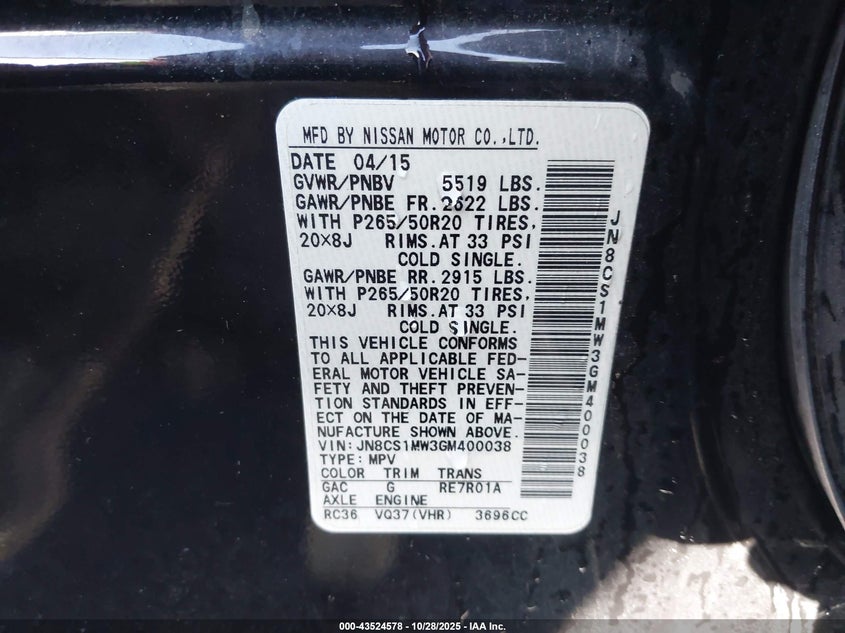 MFD BY NISSAN MOTOR CO.,LTD.
DATE 04/15
GVWR/PNBV 5519 LBS.
GAWR/PNBE FR. 2622 LBS.
WITH P265/50R20 TIRES,
20×8J RIMS.AT 33 PSI
COLD SINGLE.
GAWR/PNBE RR. 2915 LBS.
WITH P265/50R20 TIRES,
20×8J RIMS.AT 33 PSI
COLD SINGLE.
THIS VEHICLE CONFORMS
TO ALL APPLICABLE FED-
ERAL MOTOR VEHICLE SA-
FETY AND THEFT PREVEN-
TION STANDARDS IN EFF-
ECT ON THE DATE OF MA-
NUFACTURE SHOWN ABOVE.
VIN:JN8CS1MW3GM400038
TYPE:MPV
COLOR TRIM TRANS
GAC G RE7R01A
AXLE ENGINE
RC36 VQ37(VHR) 3696CC
JN8CS1MW3GM400038
000-43524578 | 10/28/2025 – IAA Inc.